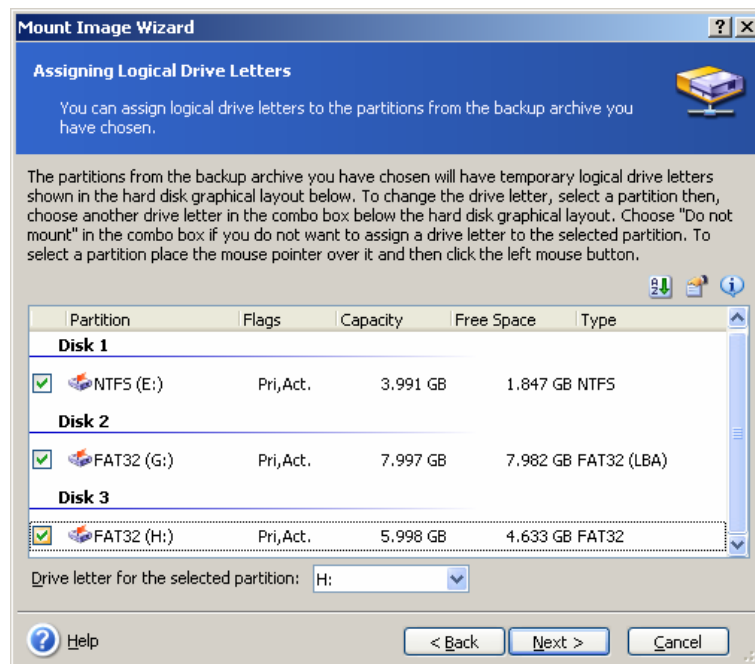 Mount Image Wizard
Assigning Logical Drive Letters
You can assign logical drive letters to the partitions from the backup archive you
have chosen.
The partitions from the backup archive you have chosen will have temporary logical drive letters
shown in the hard disk graphical layout below. To change the drive letter, select a partition then,
choose another drive letter in the combo box below the hard disk graphical layout. Choose "Do not
mount" in the combo box if you do not want to assign a drive letter to the selected partition. To
select a partition place the mouse pointer over it and then click the left mouse button.
Partition Flags Capacity Free Space Type
Disk 1
NTFS (E:) Pri,Act. 3.991 GB 1.847 GB NTFS
Disk 2
FAT32 (G:) Pri,Act. 7.997 GB 7.982 GB FAT32 (LBA)
Disk 3
FAT32 (H:) Pri,Act. 5.998 GB 4.633 GB FAT32
Drive letter for the selected partition: H:
Help < Back Next > Cancel